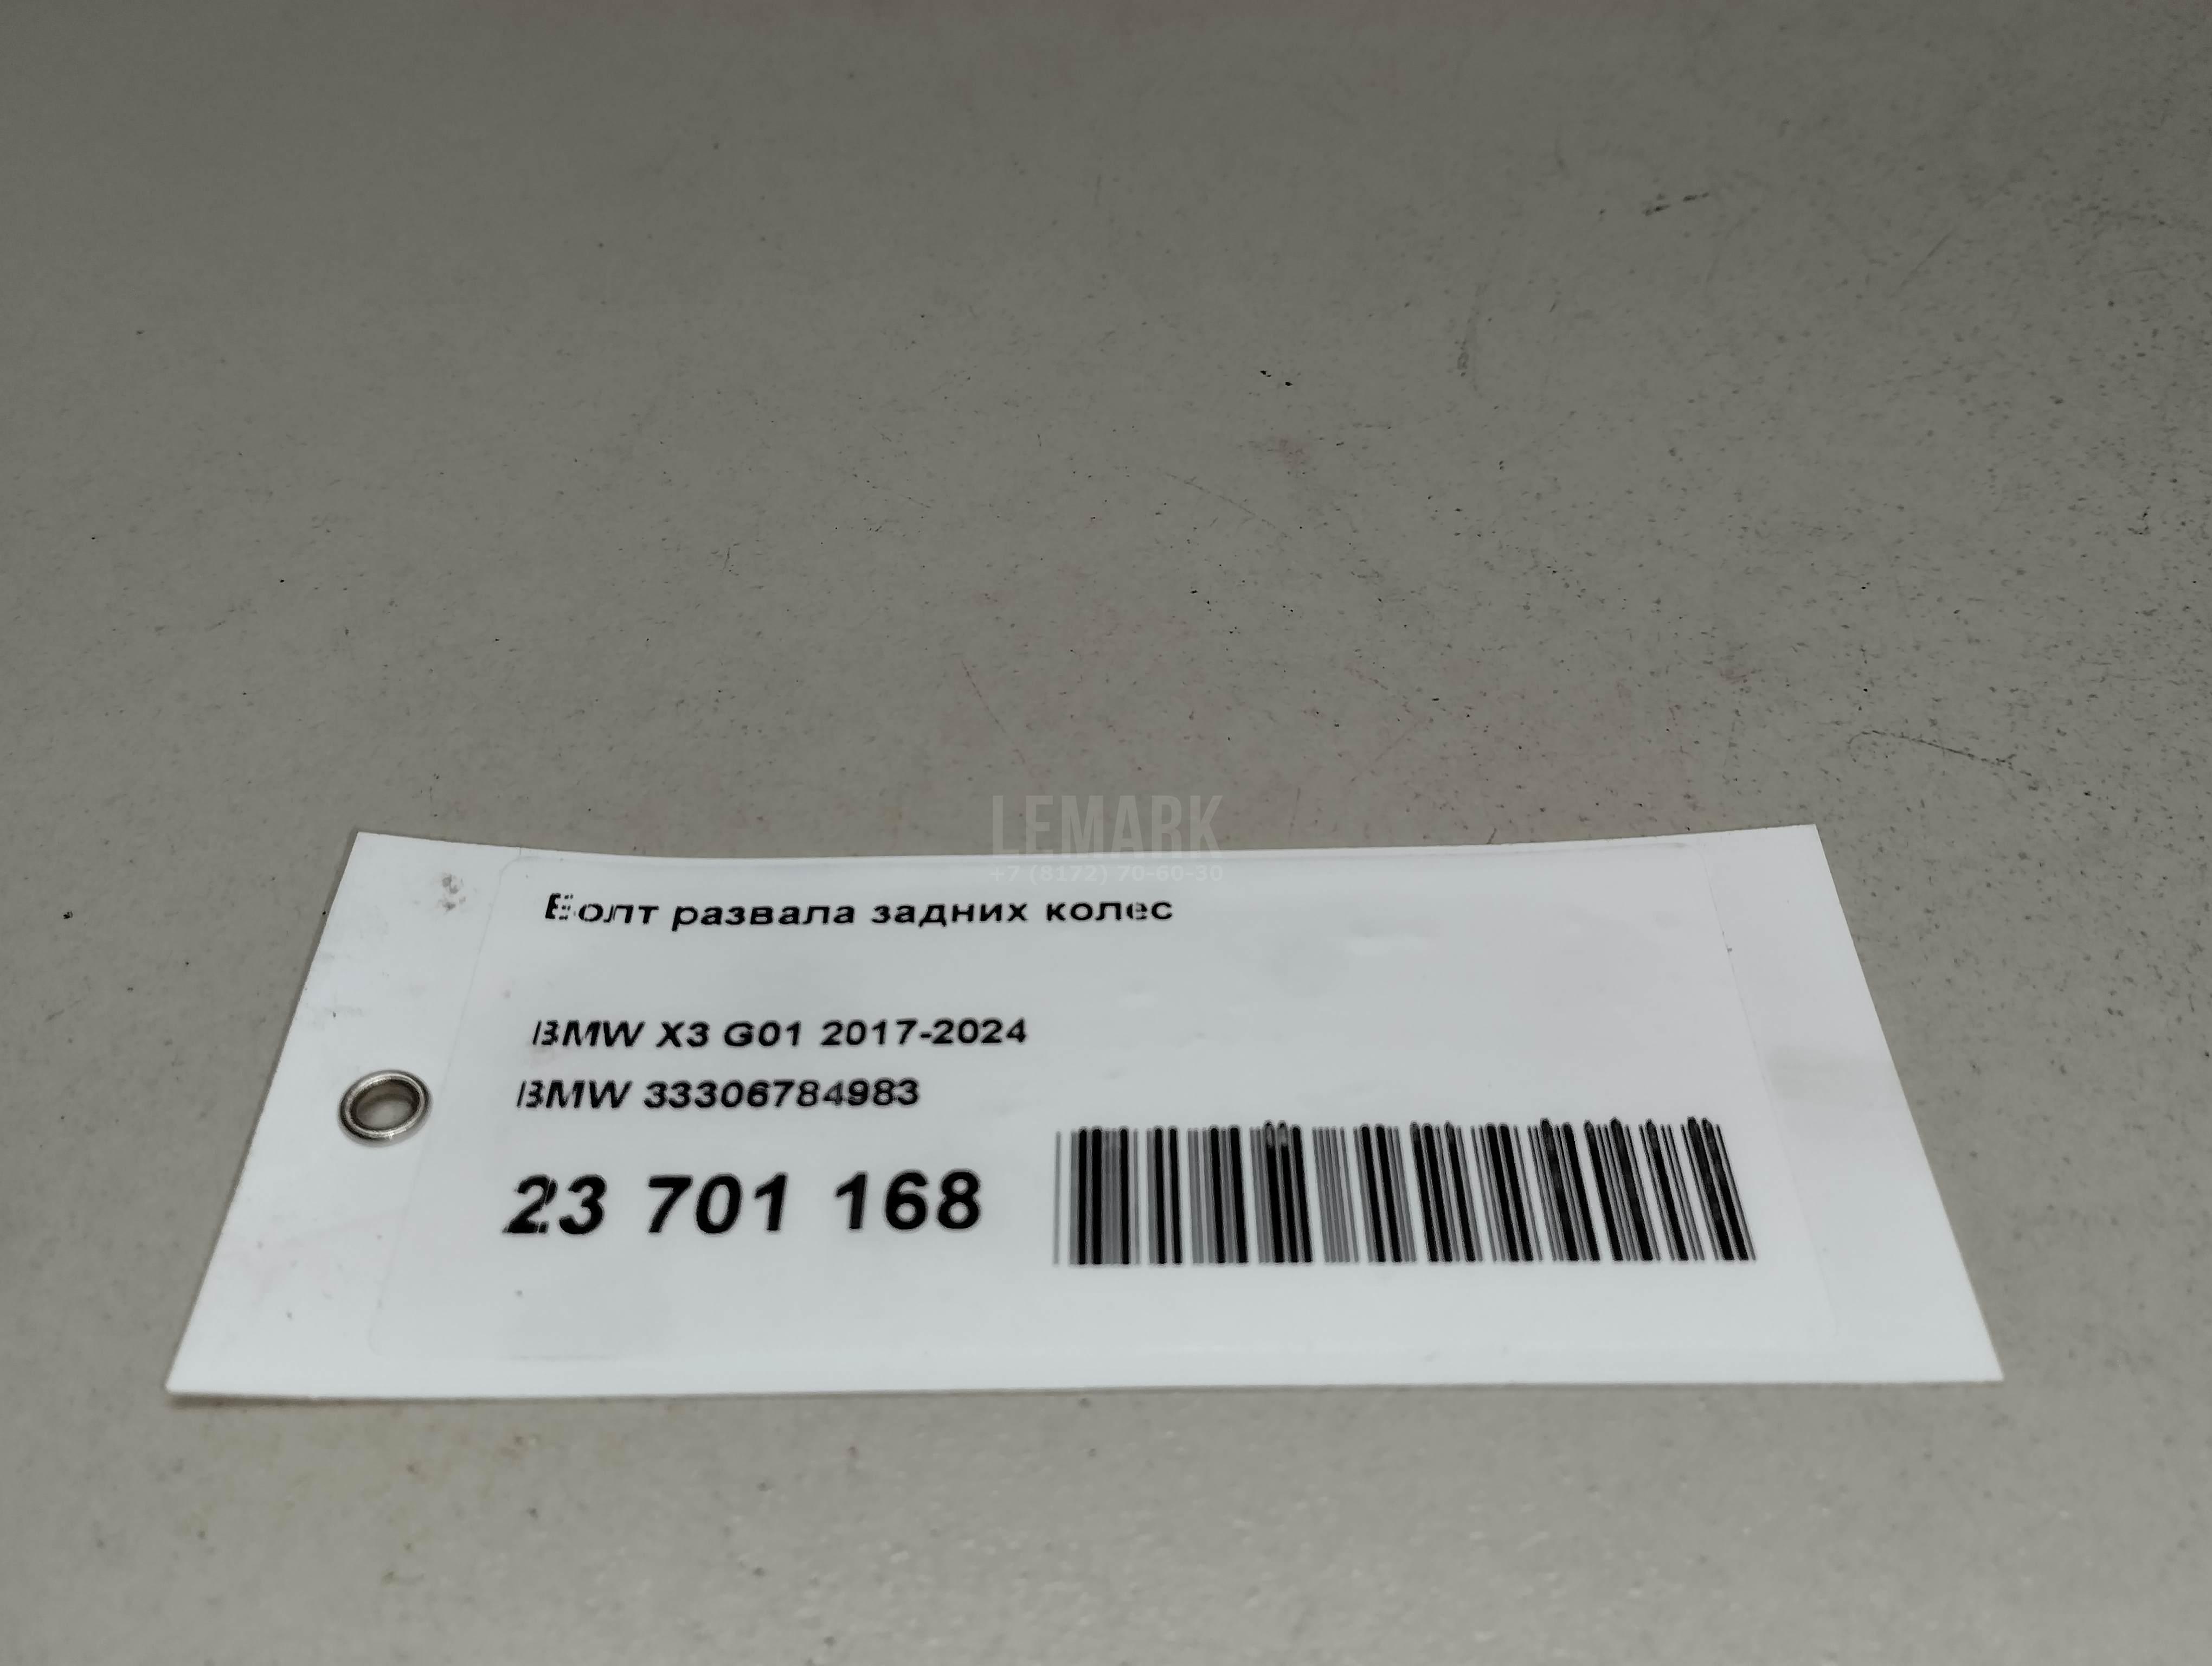 LEMARK
+7 (8172) 70-60-30
Болт развала задних колес
BMW X3 G01 2017-2024
BMW 33306784983
23 701 168